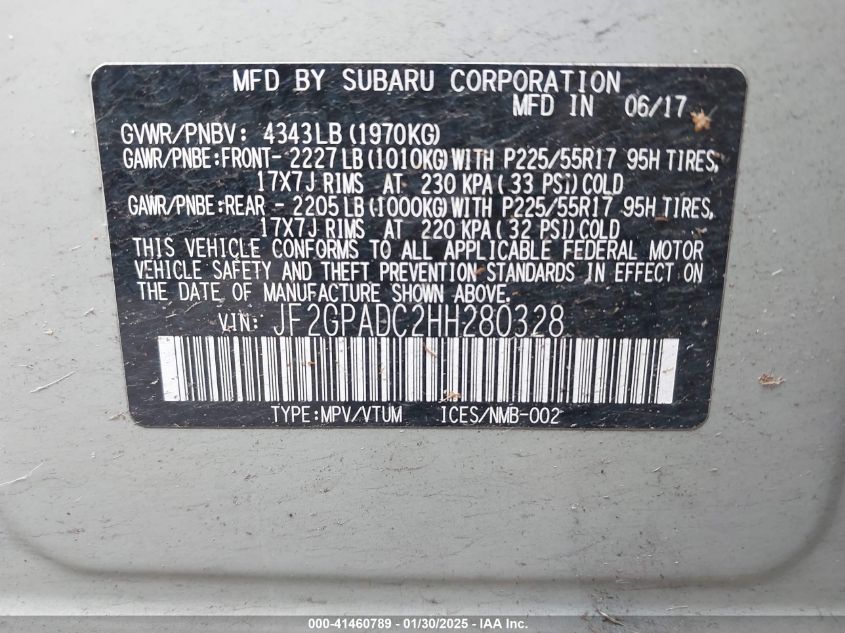 MFD BY SUBARU CORPORATION
MFD IN 06/17
GVWR/PNBV: 4343LB(1970KG)
GAWR/PNBE:FRONT-2227LB(1010KG)WITH P225/55R17 95H TIRES,
17X7J RIMS AT 230 KPA(33 PSI)COLD
GAWR/PNBE:REAR -2205LB(1000KG)WITH P225/55R17 95H TIRES,
17X7J RIMS AT 220 KPA(32 PSI)COLD
THIS VEHICLE CONFORMS TO ALL APPLICABLE FEDERAL MOTOR
VEHICLE SAFETY AND THEFT PREVENTION STANDARDS IN EFFECT ON
THE DATE OF MANUFACTURE SHOWN ABOVE.
VIN: JF2GPADC2HH280328
TYPE:MPV/VTUM ICES/NMB-002
000-41460789 - 01/30/2025 - IAA Inc.